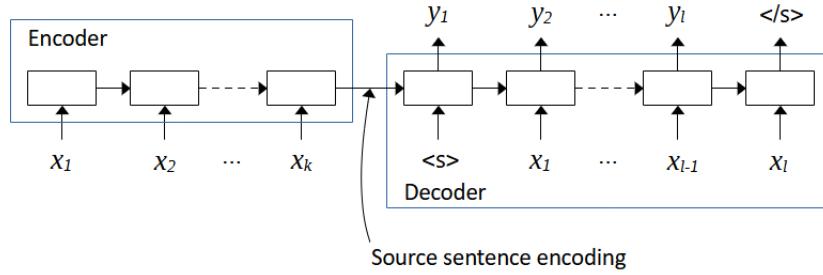 y1 y2 ... yl </s>
Encoder
x1 x2 ... xk <s> x1 ... xl-1 xl
Decoder
Source sentence encoding